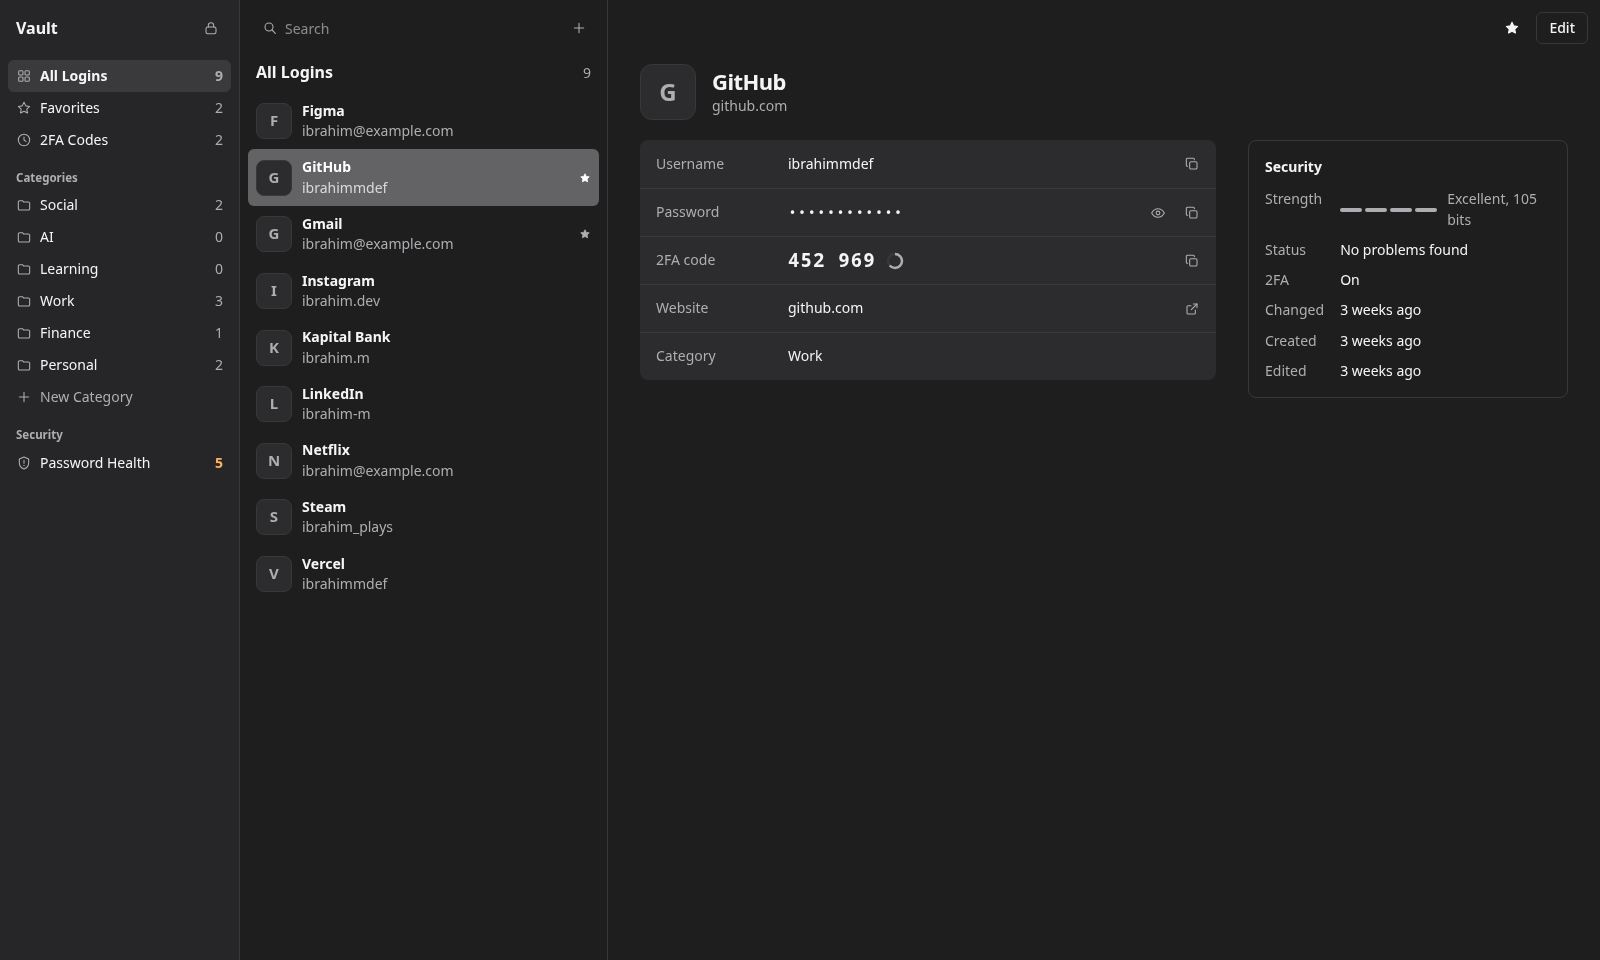 Vault
All Logins 9
Favorites 2
2FA Codes 2
Categories
Social 2
AI 0
Learning 0
Work 3
Finance 1
Personal 2
New Category
Security
Password Health 5
Search
All Logins 9
F
Figma
ibrahim@example.com
G
GitHub
ibrahimmdef
G
Gmail
ibrahim@example.com
I
Instagram
ibrahim.dev
K
Kapital Bank
ibrahim.m
L
LinkedIn
ibrahim-m
N
Netflix
ibrahim@example.com
S
Steam
ibrahim_plays
V
Vercel
ibrahimmdef
Edit
G
GitHub
github.com
Username ibrahimmdef
Password ••••••••••••
2FA code 452 969
Website github.com
Category Work
Security
Strength Excellent, 105
bits
Status No problems found
2FA On
Changed 3 weeks ago
Created 3 weeks ago
Edited 3 weeks ago